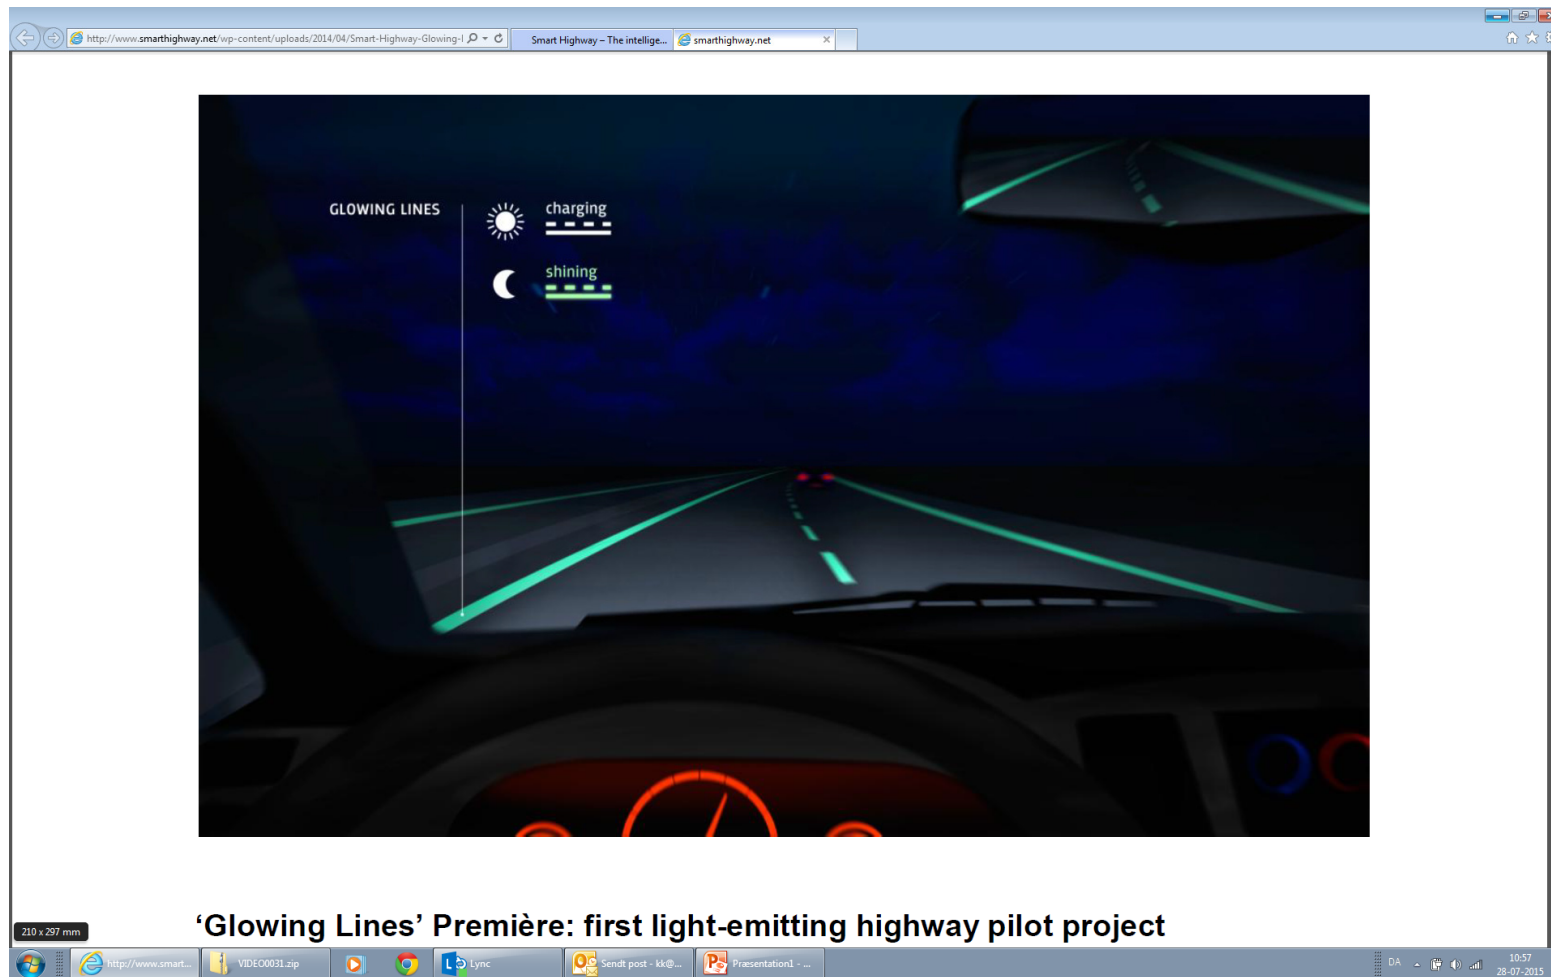 http://www.smarthighway.net/wp-content/uploads/2014/04/Smart-Highway-Glowing-l
Smart Highway – The intellige...
smarthighway.net
GLOWING LINES
charging
shining
‘Glowing Lines’ Première: first light-emitting highway pilot project
210 x 297 mm
http://www.smart...
VIDEO0031.zip
Lync
Sendt post - kk@...
Præsentation1 - ...
DA
10:57
28-07-2015